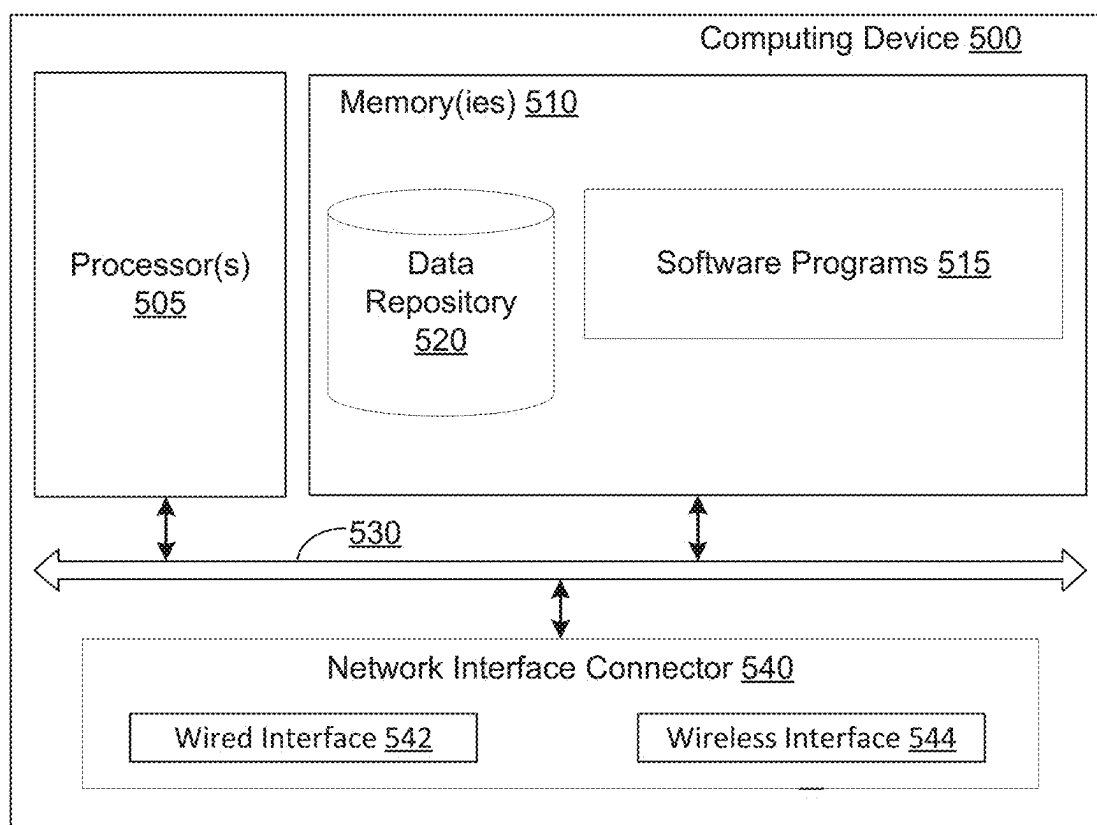 Computing Device 500
Memory(ies) 510
Processor(s)
505
Data
Repository
520
Software Programs 515
530
Network Interface Connector 540
Wired Interface 542
Wireless Interface 544